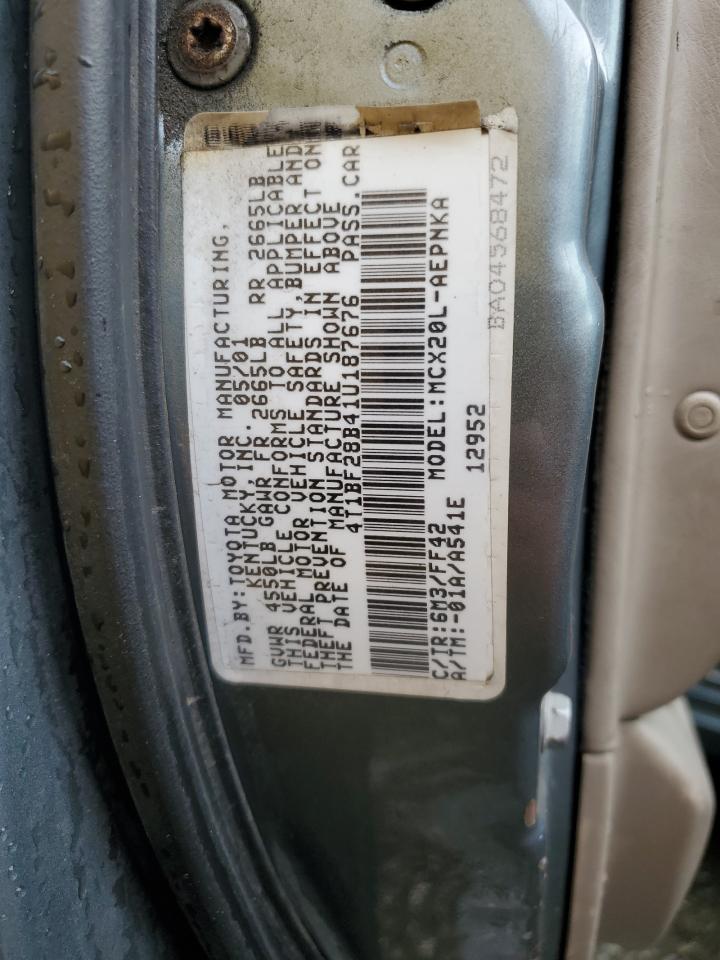 MFD.BY:TOYOTA MOTOR MANUFACTURING,
KENTUCKY,INC. 05/01
GVWR 4550LB GAWR FR 2665LB RR 2665LB
THIS VEHICLE CONFORMS TO ALL APPLICABLE
FEDERAL MOTOR VEHICLE SAFETY,BUMPER AND
THEFT PREVENTION STANDARDS IN EFFECT ON
THE DATE OF MANUFACTURE SHOWN ABOVE
4T1BF28B41U187676 PASS.CAR
MODEL:MCX20L-AEPNKA
C/TR:6M3/FF42
A/TM:-01A/A541E 12952
BA04568472